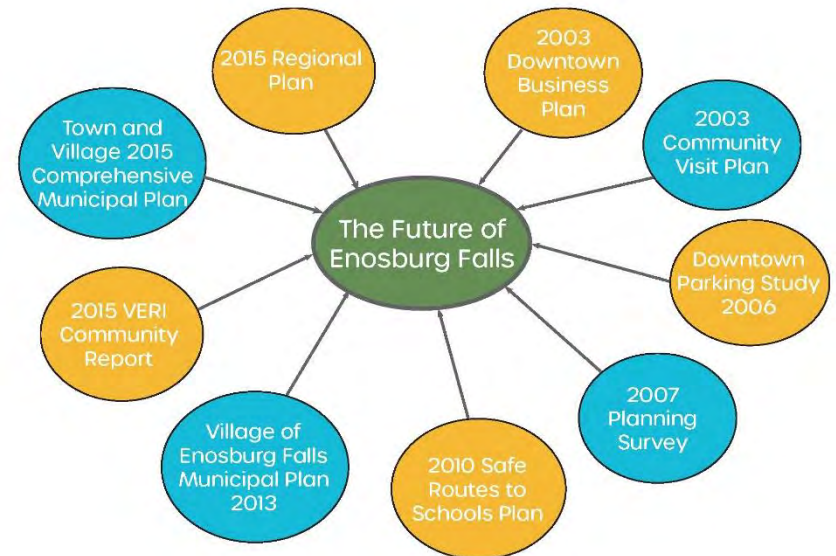 2015 Regional
Plan
2003
Downtown
Business
Plan
Town and
Village 2015
Comprehensive
Municipal Plan
2003
Community
Visit Plan
The Future of
Enosburg Falls
Downtown
Parking Study
2006
2015 VERI
Community
Report
2007
Planning
Survey
Village of
Enosburg Falls
Municipal Plan
2013
2010 Safe
Routes to
Schools Plan